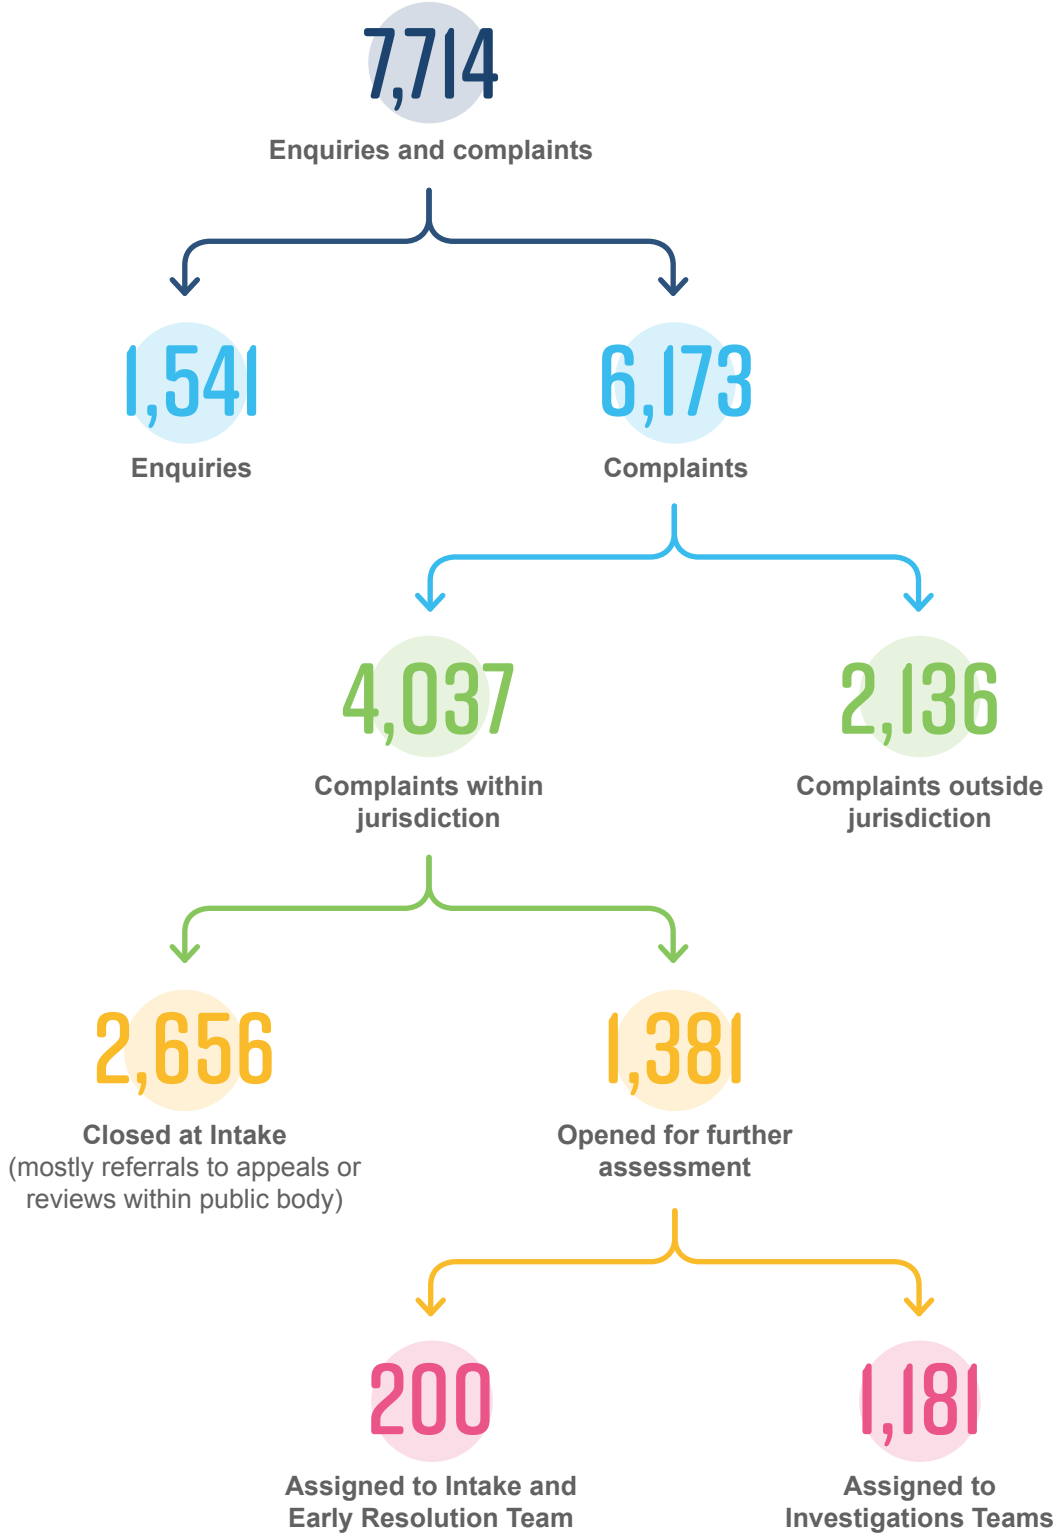 7,714
Enquiries and complaints
1,541
Enquiries
6,173
Complaints
4,037
Complaints within
jurisdiction
2,136
Complaints outside
jurisdiction
2,656
Closed at Intake
(mostly referrals to appeals or
reviews within public body)
1,381
Opened for further
assessment
200
Assigned to Intake and
Early Resolution Team
1,181
Assigned to
Investigations Teams